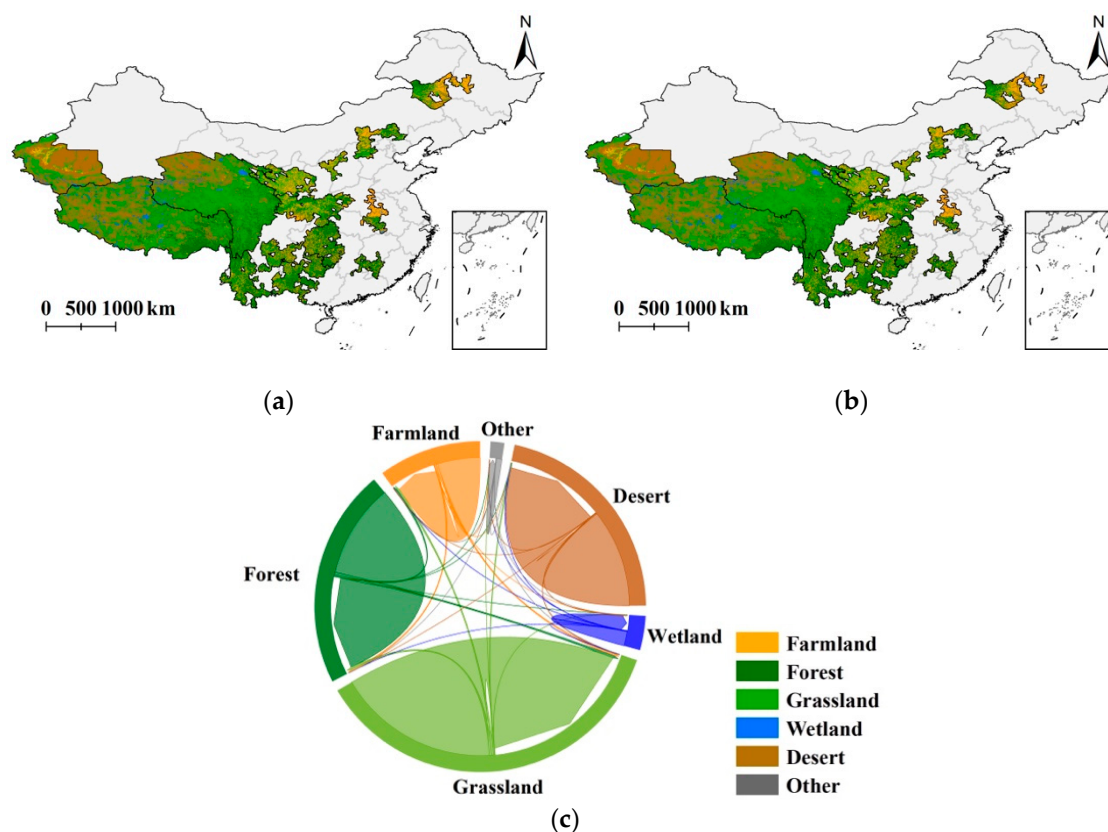 N
N
0 500 1000 km
0 500 1000 km
(a)
(b)
Other
Farmland
Desert
Forest
Wetland
Grassland
Farmland
Forest
Grassland
Wetland
Desert
Other
(c)